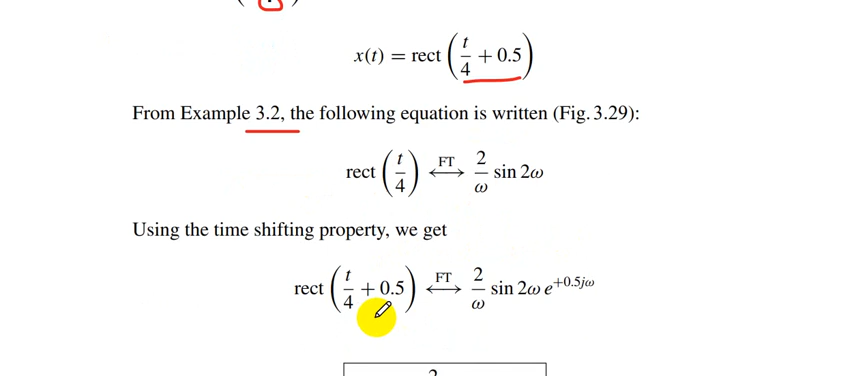 x(t) = rect (t/4 + 0.5)
From Example 3.2, the following equation is written (Fig. 3.29):
rect (t/4) FT ⟷ 2/ω sin 2ω
Using the time shifting property, we get
rect (t/4 + 0.5) FT ⟷ 2/ω sin 2ω e^{+0.5jω}